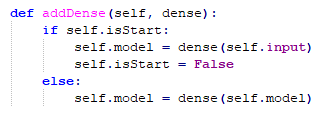 def addDense(self, dense):
    if self.isStart:
        self.model = dense(self.input)
        self.isStart = False
    else:
        self.model = dense(self.model)